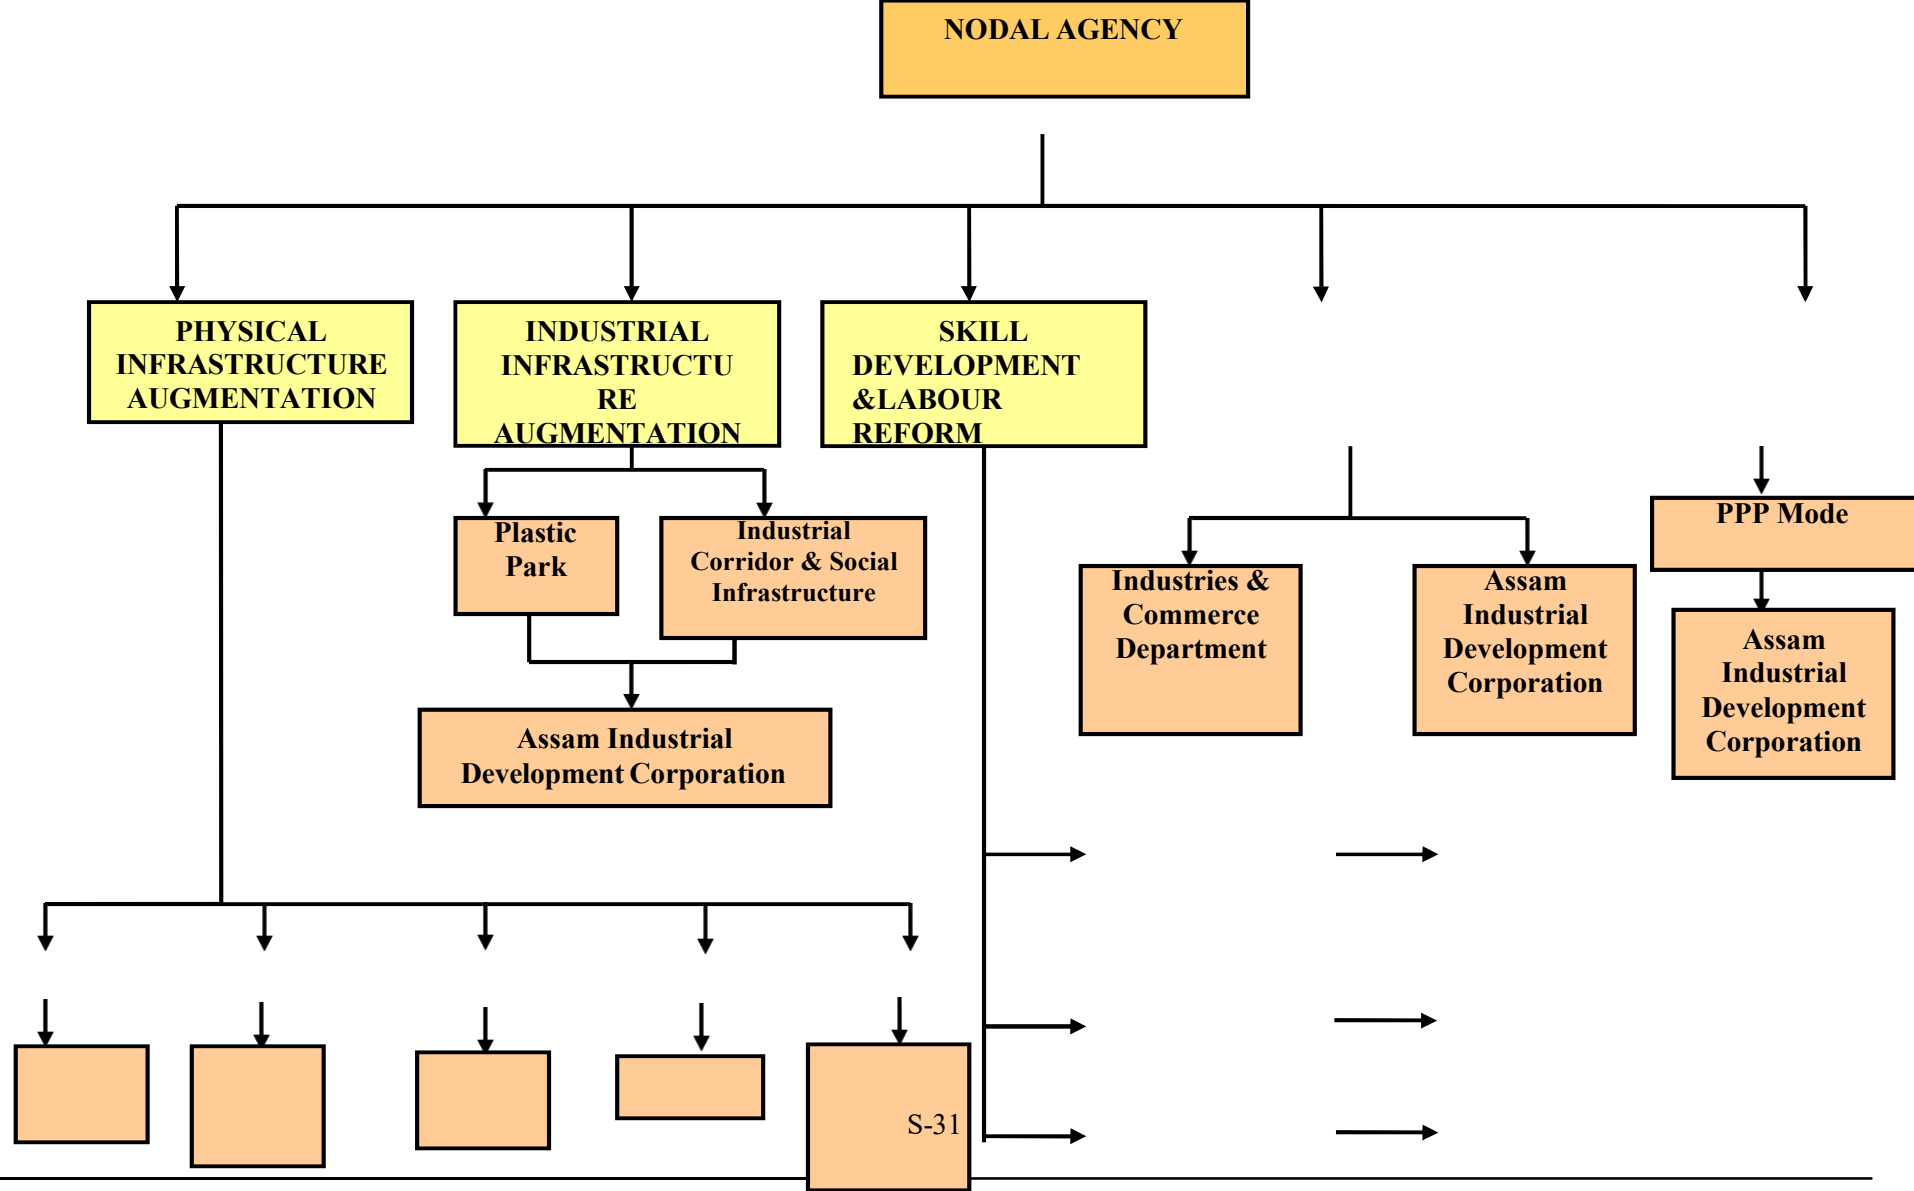 NODAL AGENCY
PHYSICAL
INFRASTRUCTURE
AUGMENTATION
INDUSTRIAL
INFRASTRUCTU
RE
AUGMENTATION
SKILL
DEVELOPMENT
&LABOUR
REFORM
Plastic
Park
Industrial
Corridor & Social
Infrastructure
Assam Industrial
Development Corporation
Industries &
Commerce
Department
Assam
Industrial
Development
Corporation
PPP Mode
Assam
Industrial
Development
Corporation
S-31